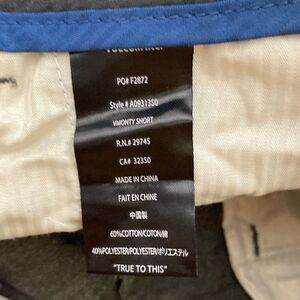 PO# F2872
Style # A0931350
VMONTY SHORT
R.N.# 29745
CA# 32350
MADE IN CHINA
FAIT EN CHINE
中国製
60%COTTON/COTON/綿
40%POLYESTER/POLYESTER/ポリエステル
"TRUE TO THIS"